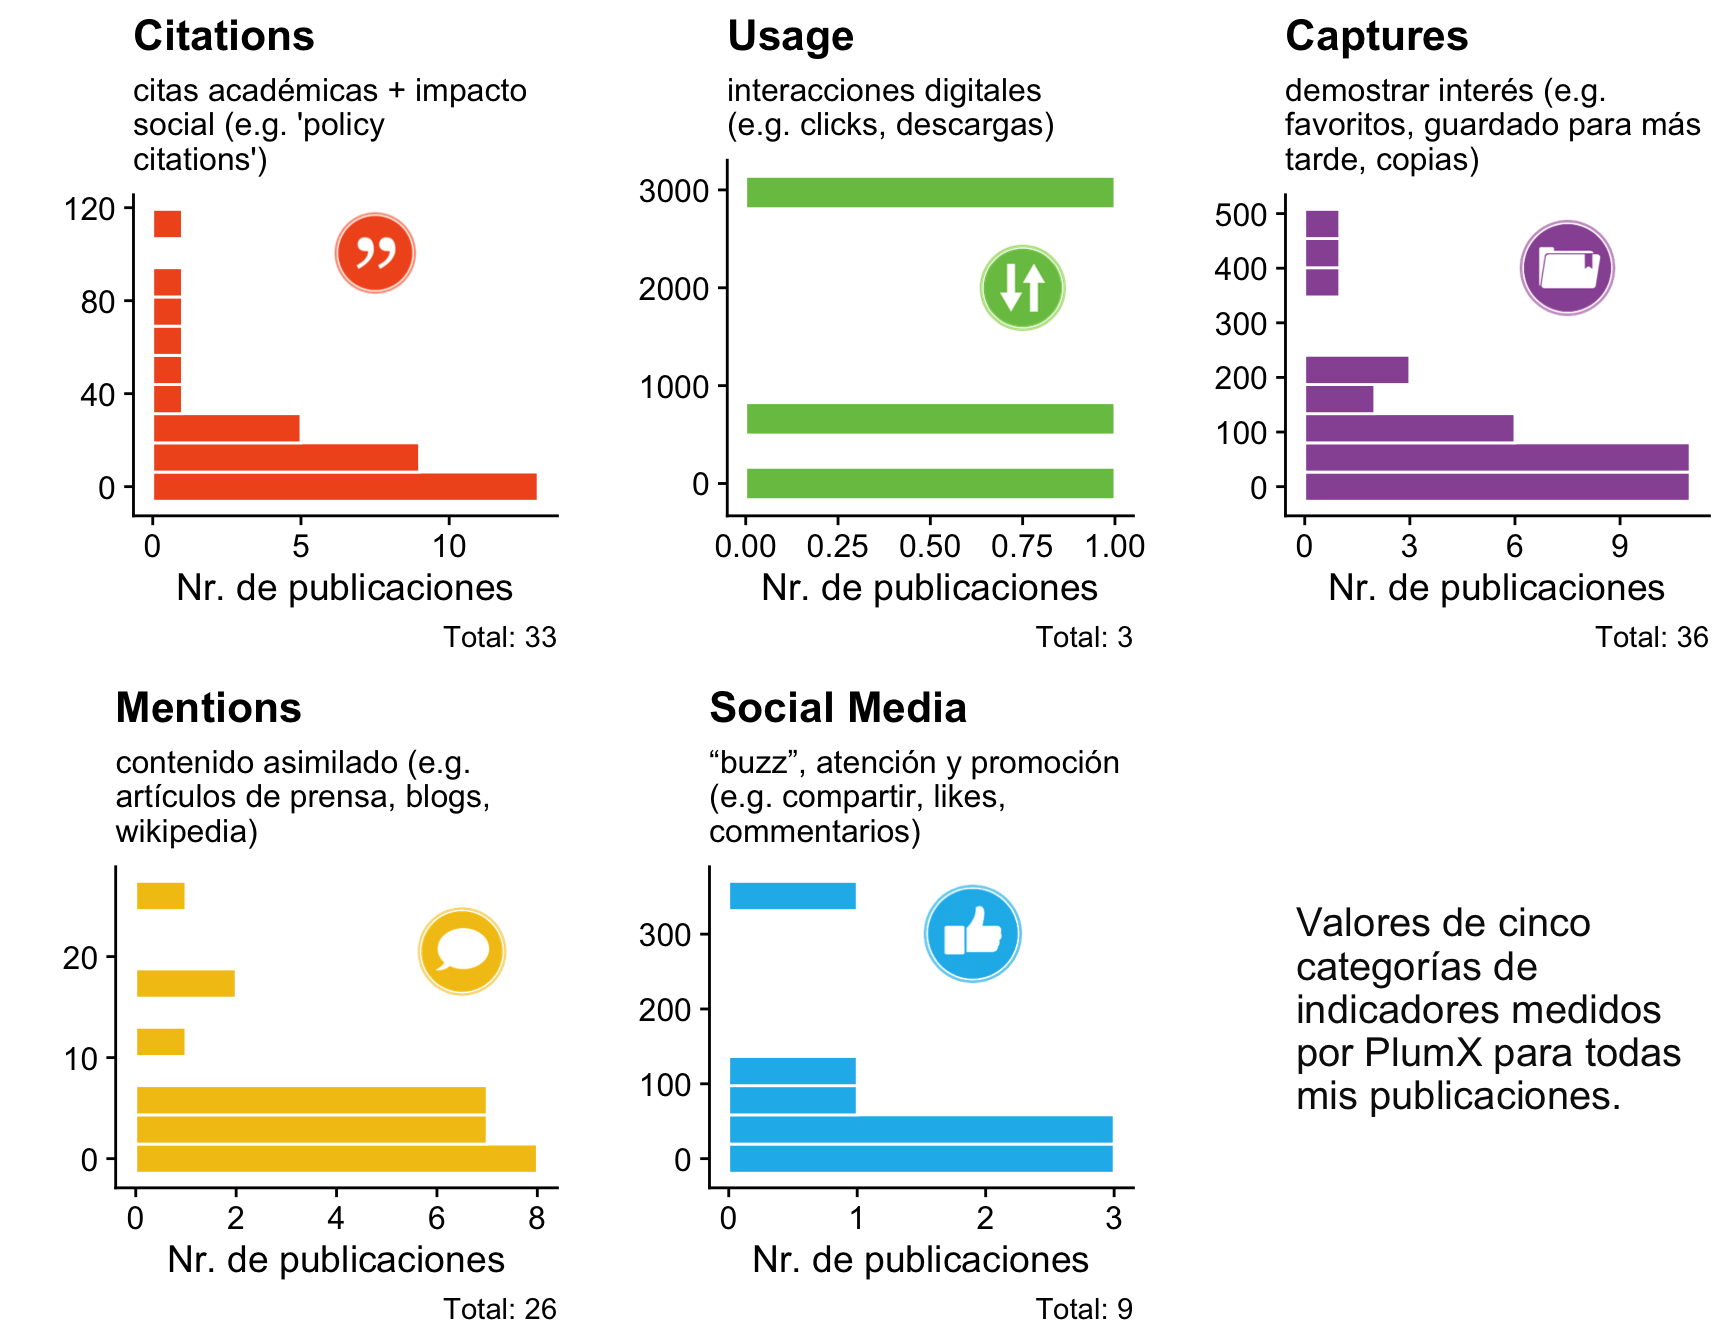 Citations
citas académicas + impacto
social (e.g. 'policy
citations')
120
80
40
0
0 5 10
Nr. de publicaciones
Total: 33
Usage
interacciones digitales
(e.g. clicks, descargas)
3000
2000
1000
0
0.00 0.25 0.50 0.75 1.00
Nr. de publicaciones
Total: 3
Captures
demostrar interés (e.g.
favoritos, guardado para más
tarde, copias)
500
400
300
200
100
0
0 3 6 9
Nr. de publicaciones
Total: 36
Mentions
contenido asimilado (e.g.
artículos de prensa, blogs,
wikipedia)
20
10
0
0 2 4 6 8
Nr. de publicaciones
Total: 26
Social Media
“buzz”, atención y promoción
(e.g. compartir, likes,
commentarios)
300
200
100
0
0 1 2 3
Nr. de publicaciones
Total: 9
Valores de cinco
categorías de
indicadores medidos
por PlumX para todas
mis publicaciones.